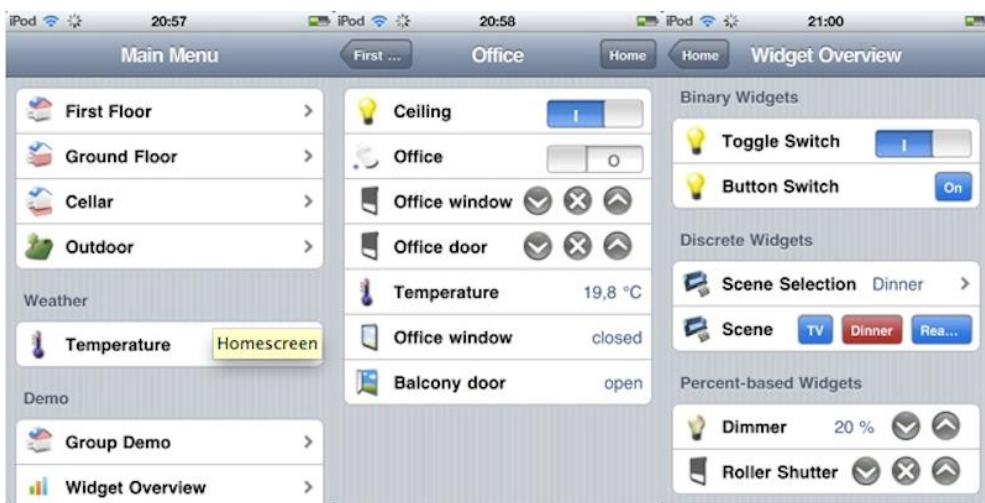 iPod 20:57
Main Menu
First Floor
Ground Floor
Cellar
Outdoor
Weather
Temperature
Homescreen
Demo
Group Demo
Widget Overview
iPod 20:58
First ... Office Home
Ceiling I
Office O
Office window
Office door
Temperature 19,8 °C
Office window closed
Balcony door open
iPod 21:00
Home Widget Overview
Binary Widgets
Toggle Switch I
Button Switch On
Discrete Widgets
Scene Selection Dinner
Scene TV Dinner Rea...
Percent-based Widgets
Dimmer 20 %
Roller Shutter